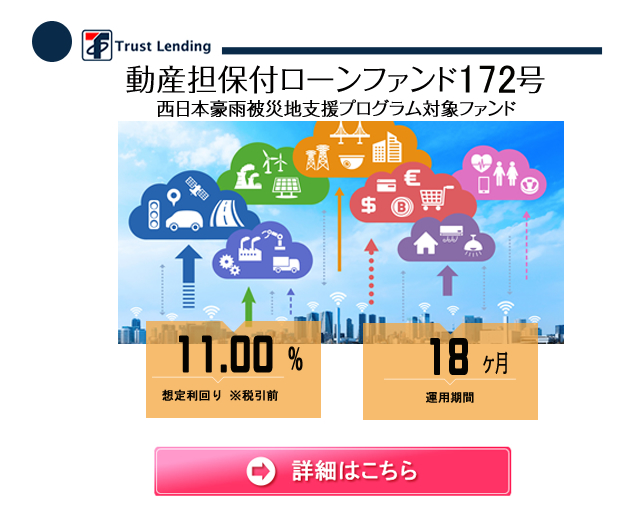 Trust Lending
動産担保付ローンファンド172号
西日本豪雨被災地支援プログラム対象ファンド
11.00 %
想定利回り ※税引前
18 ヶ月
運用期間
詳細はこちら